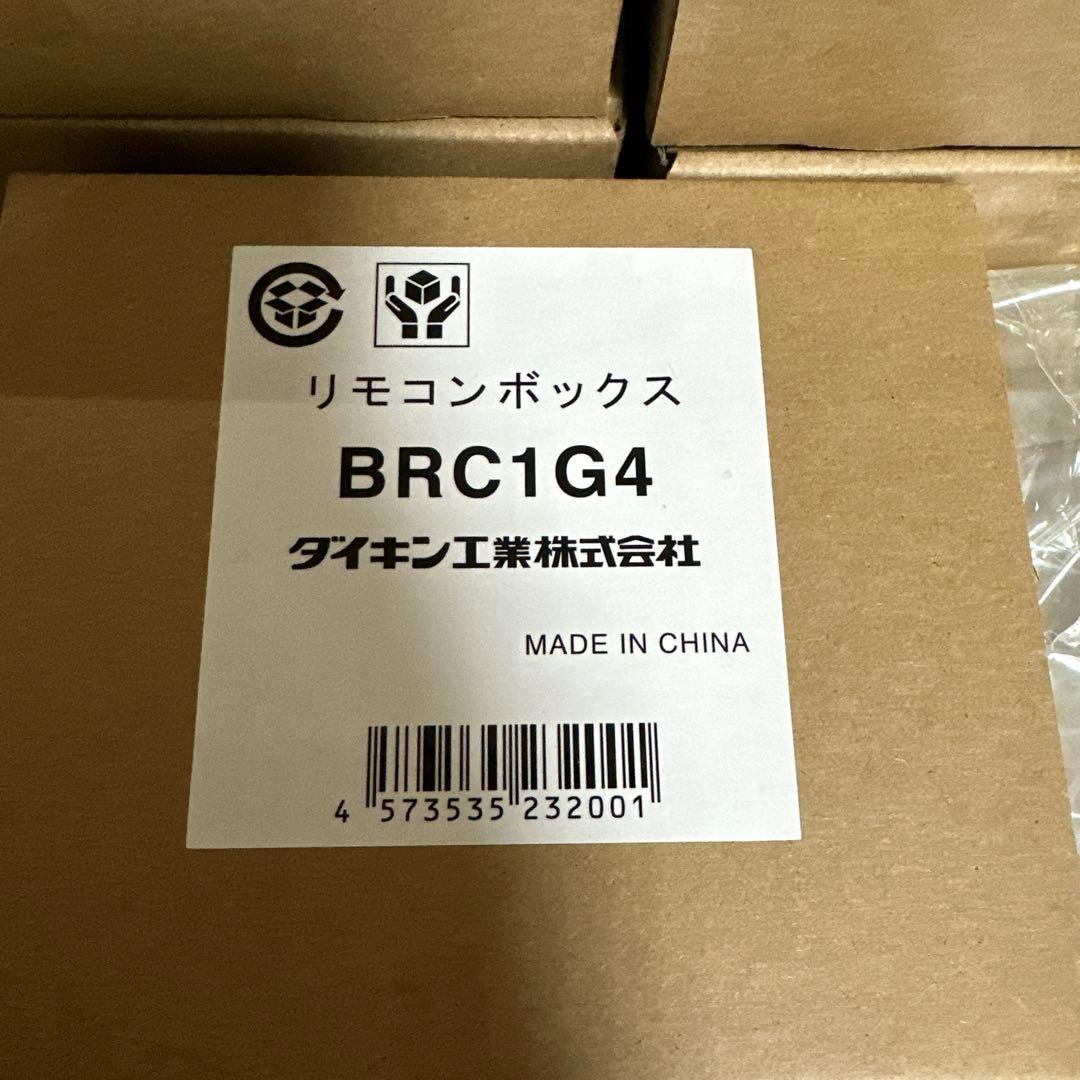 リモコンボックス
BRC1G4
ダイキン工業株式会社
MADE IN CHINA
4 573535 232001